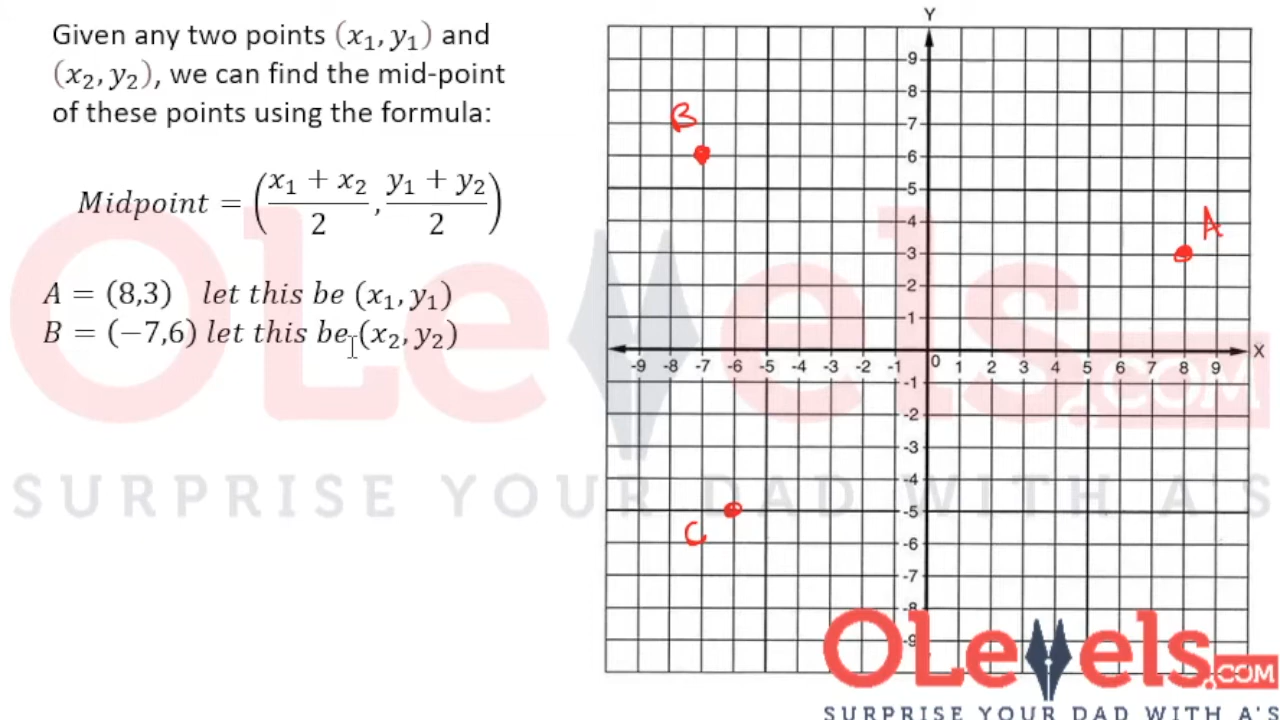 Given any two points (x₁, y₁) and
(x₂, y₂), we can find the mid-point
of these points using the formula:
Midpoint = ((x₁ + x₂)/2, (y₁ + y₂)/2)
A = (8,3) let this be (x₁, y₁)
B = (−7,6) let this be (x₂, y₂)
Y
9
8
B
7
6
5
4
A
3
2
1
X
-9 -8 -7 -6 -5 -4 -3 -2 -1 0 1 2 3 4 5 6 7 8 9
-1
-2
-3
-4
-5
C
-6
-7
-8
-9
OLevels.COM
SURPRISE YOUR DAD WITH A'S
OLevels.COM
SURPRISE YOUR DAD WITH A'S